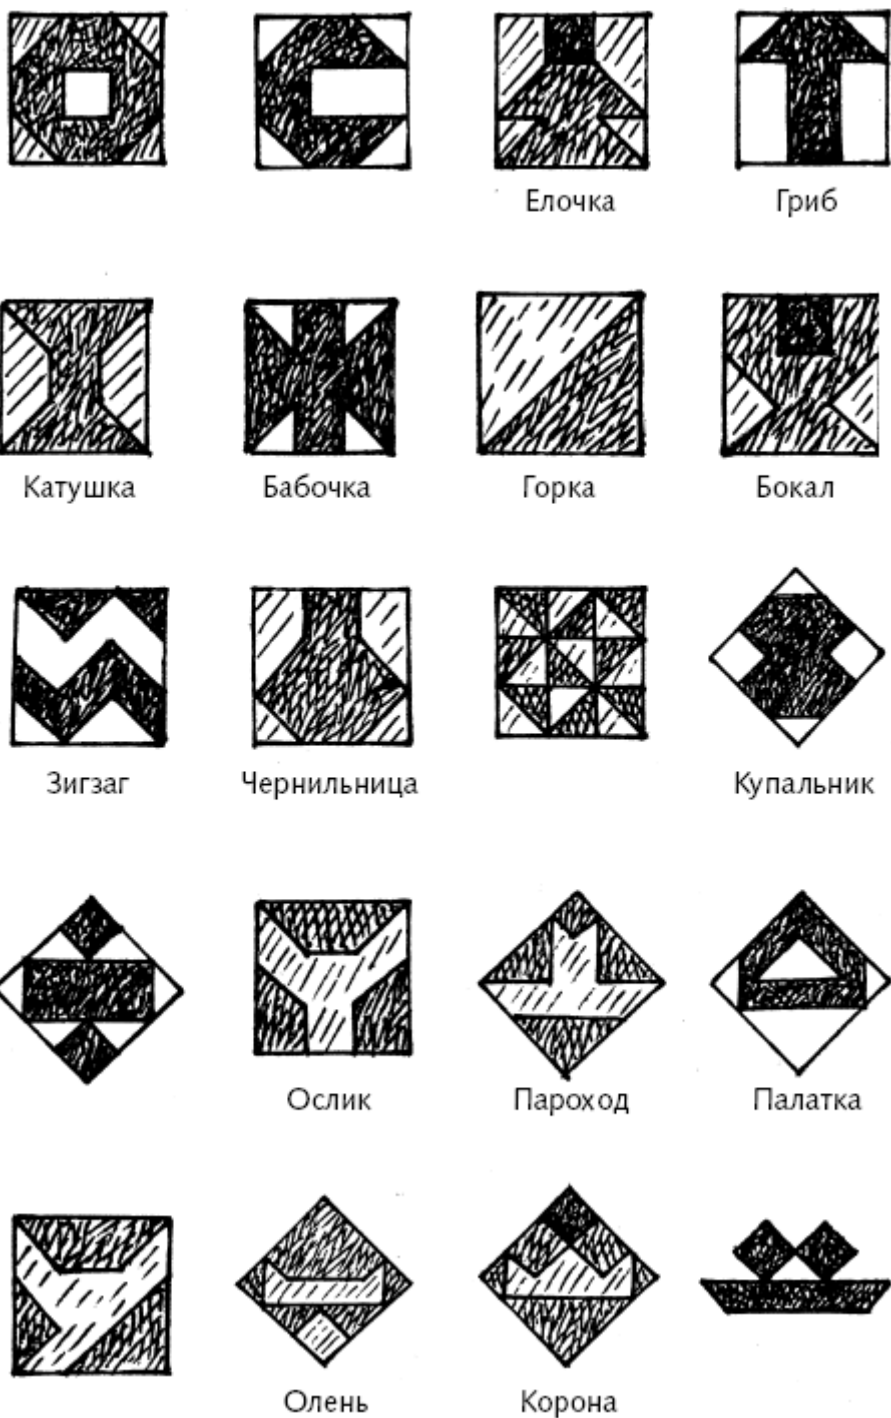 Елочка
Гриб
Катушка
Бабочка
Горка
Бокал
Зигзаг
Чернильница
Купальник
Ослик
Пароход
Палатка
Олень
Корона